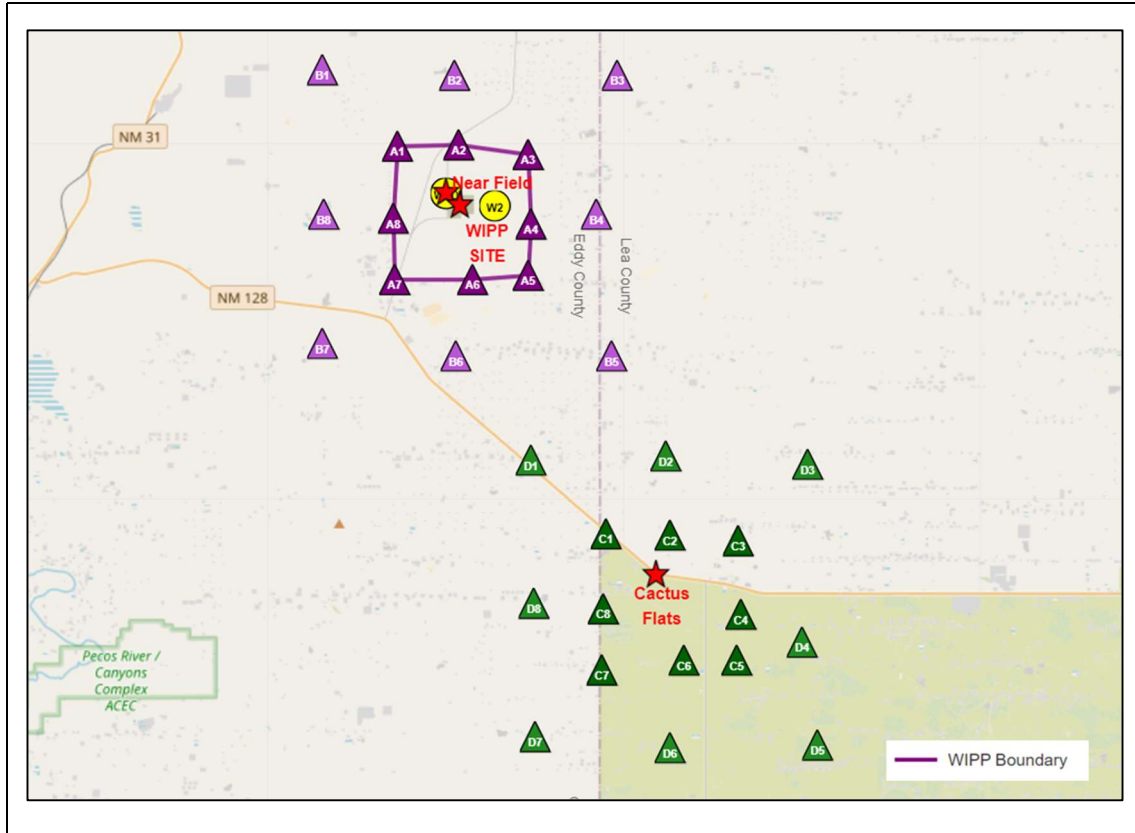 B1
B2
B3
NM 31
A1
A2
A3
Near Field
W2
B8
A8
WIPP
SITE
A4
B4
Eddy County
Lea County
A7
A6
A5
NM 128
B7
B6
B5
D1
D2
D3
C1
C2
C3
Cactus
Flats
D8
C8
C4
D4
Pecos River /
Canyons
Complex
ACEC
C7
C6
C5
D7
D6
D5
WIPP Boundary